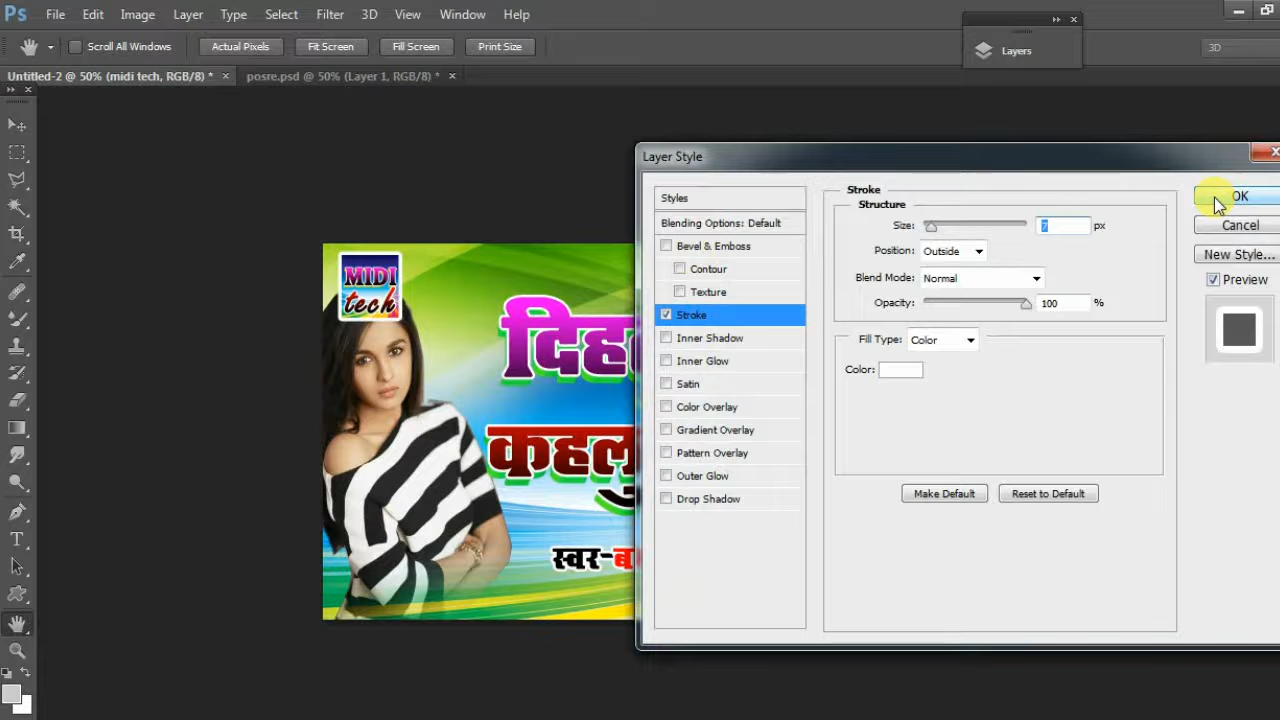 Ps File Edit Image Layer Type Select Filter 3D View Window Help
Scroll All Windows Actual Pixels Fit Screen Fill Screen Print Size
Layers
3D
Untitled-2 @ 50% (midi tech, RGB/8) * × posre.psd @ 50% (Layer 1, RGB/8) * ×
Layer Style
Styles
Blending Options: Default
Bevel & Emboss
Contour
Texture
Stroke
Inner Shadow
Inner Glow
Satin
Color Overlay
Gradient Overlay
Pattern Overlay
Outer Glow
Drop Shadow
Stroke
Structure
Size: 7 px
Position: Outside
Blend Mode: Normal
Opacity: 100 %
Fill Type: Color
Color:
Make Default Reset to Default
OK
Cancel
New Style...
Preview
MIDI
tech
स्वर-